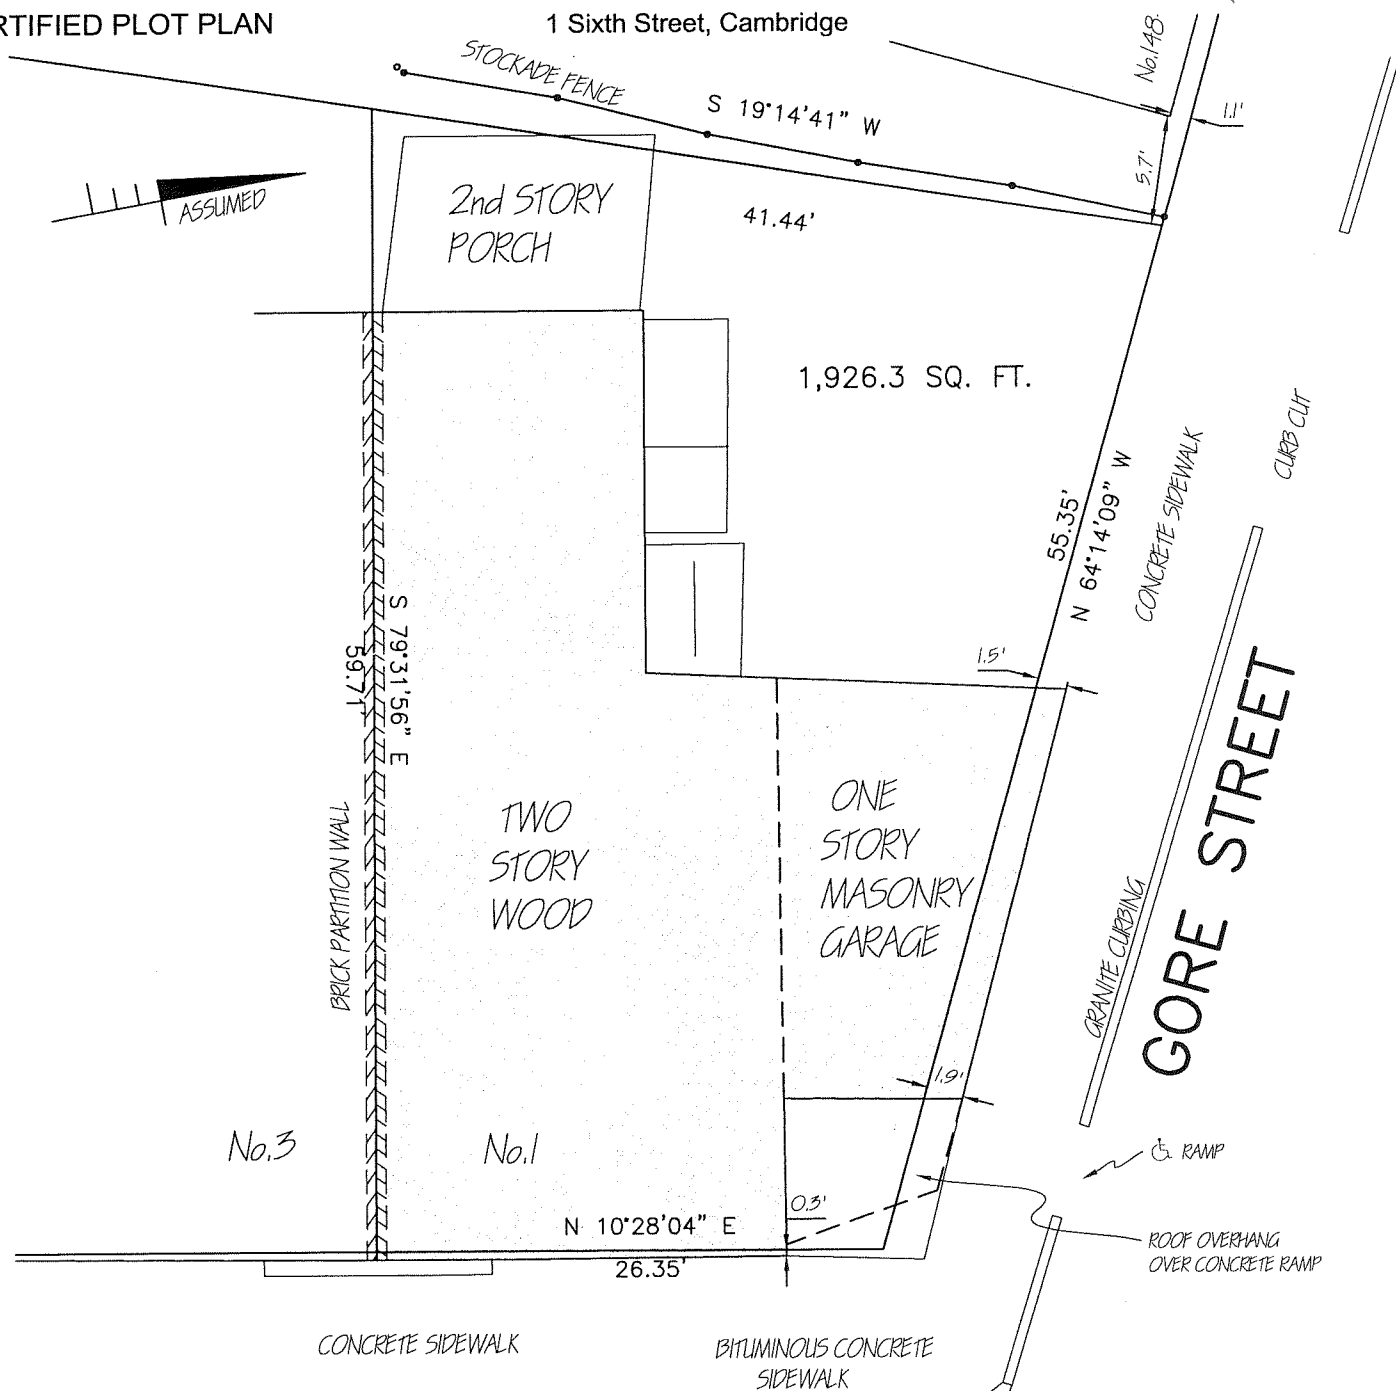 RTIFIED PLOT PLAN
1 Sixth Street, Cambridge
No.148
STOCKADE FENCE
S 19°14'41" W
1.1'
5.7'
ASSUMED
2nd STORY
PORCH
41.44'
1,926.3 SQ. FT.
CURB CUT
CONCRETE SIDEWALK
55.35'
N 64°14'09" W
S 79°31'56" E
59.71'
1.5'
GORE STREET
TWO
STORY
WOOD
ONE
STORY
MASONRY
GARAGE
BRICK PARTITION WALL
GRANITE CURBING
1.9'
No.3
No.1
RAMP
0.3'
N 10°28'04" E
26.35'
ROOF OVERHANG
OVER CONCRETE RAMP
CONCRETE SIDEWALK
BITUMINOUS CONCRETE
SIDEWALK